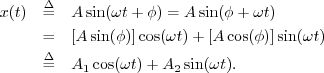 x(t) ≜ A sin(ωt + ϕ) = A sin(ϕ + ωt)
= [A sin(ϕ)] cos(ωt) + [A cos(ϕ)] sin(ωt)
≜ A₁ cos(ωt) + A₂ sin(ωt).